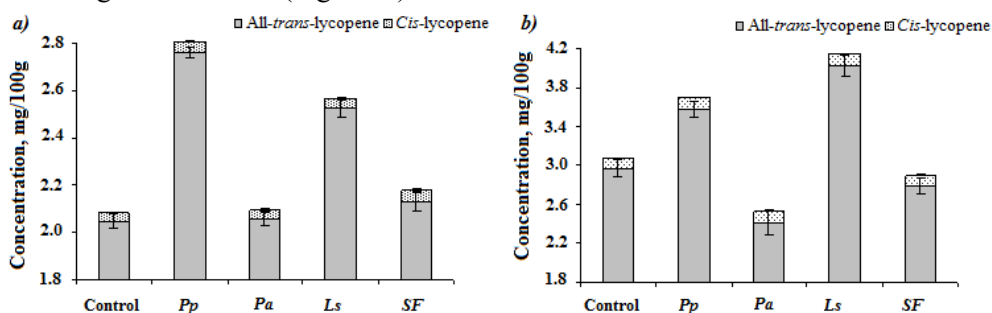 a)
All-trans-lycopene Cis-lycopene
Concentration, mg/100g
2.8
2.6
2.4
2.2
2.0
1.8
Control Pp Pa Ls SF
b)
All-trans-lycopene Cis-lycopene
Concentration, mg/100g
4.2
3.8
3.4
3.0
2.6
2.2
1.8
Control Pp Pa Ls SF